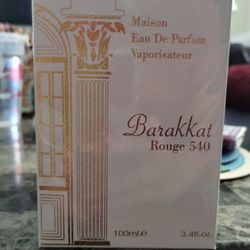 Maison
Eau De Parfum
Vaporisateur
Barakkat
Rouge 540
100ml.e
3.4fl.oz.